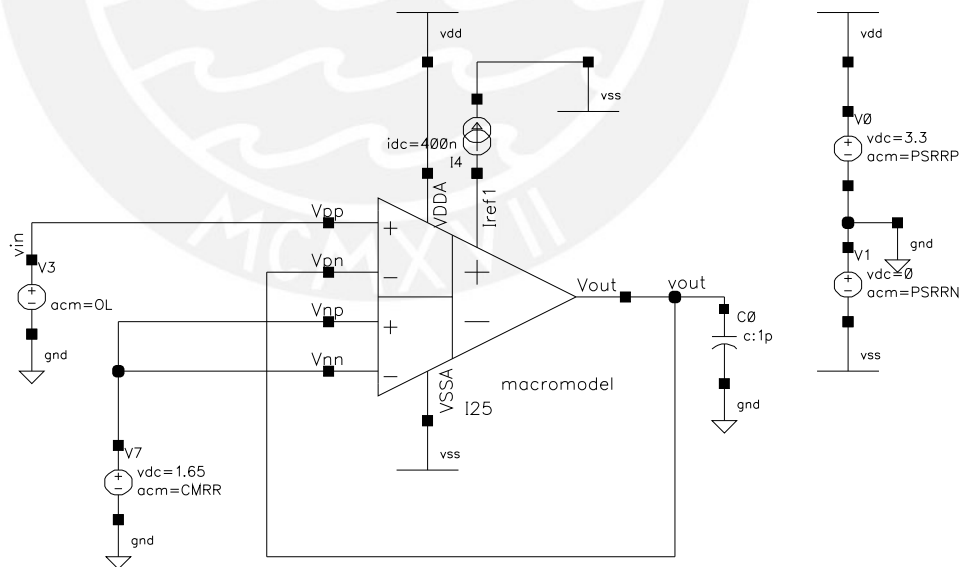 vdd
vdd
vss
idc=400n
I4
V0
vdc=3.3
acm=PSRRP
VDDA
Iref1
Vpp
+
vin
V3
acm=OL
gnd
Vpn
−
+
Vnp
+
−
Vnn
−
Vout
vout
C0
c:1p
gnd
gnd
V1
vdc=0
acm=PSRRN
vss
VSSA
I25
macromodel
vss
V7
vdc=1.65
acm=CMRR
gnd
MCMXVII